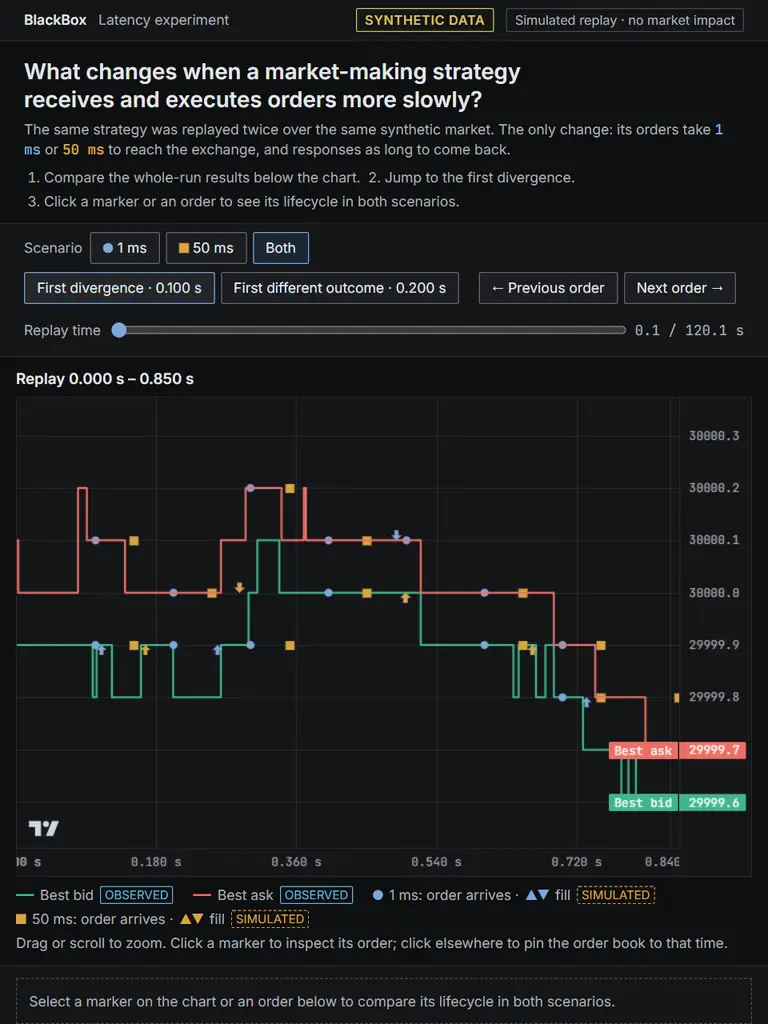 BlackBox Latency experiment SYNTHETIC DATA Simulated replay · no market impact
What changes when a market-making strategy
receives and executes orders more slowly?
The same strategy was replayed twice over the same synthetic market. The only change: its orders take 1
ms or 50 ms to reach the exchange, and responses as long to come back.
1. Compare the whole-run results below the chart. 2. Jump to the first divergence.
3. Click a marker or an order to see its lifecycle in both scenarios.
Scenario 1 ms 50 ms Both
First divergence · 0.100 s First different outcome · 0.200 s ← Previous order Next order →
Replay time 0.1 / 120.1 s
Replay 0.000 s – 0.850 s
30000.3
30000.2
30000.1
30000.0
29999.9
29999.8
Best ask 29999.7
Best bid 29999.6
0.180 s 0.360 s 0.540 s 0.720 s
Best bid OBSERVED Best ask OBSERVED 1 ms: order arrives · ▲▼ fill SIMULATED
50 ms: order arrives · ▲▼ fill SIMULATED
Drag or scroll to zoom. Click a marker to inspect its order; click elsewhere to pin the order book to that time.
Select a marker on the chart or an order below to compare its lifecycle in both scenarios.